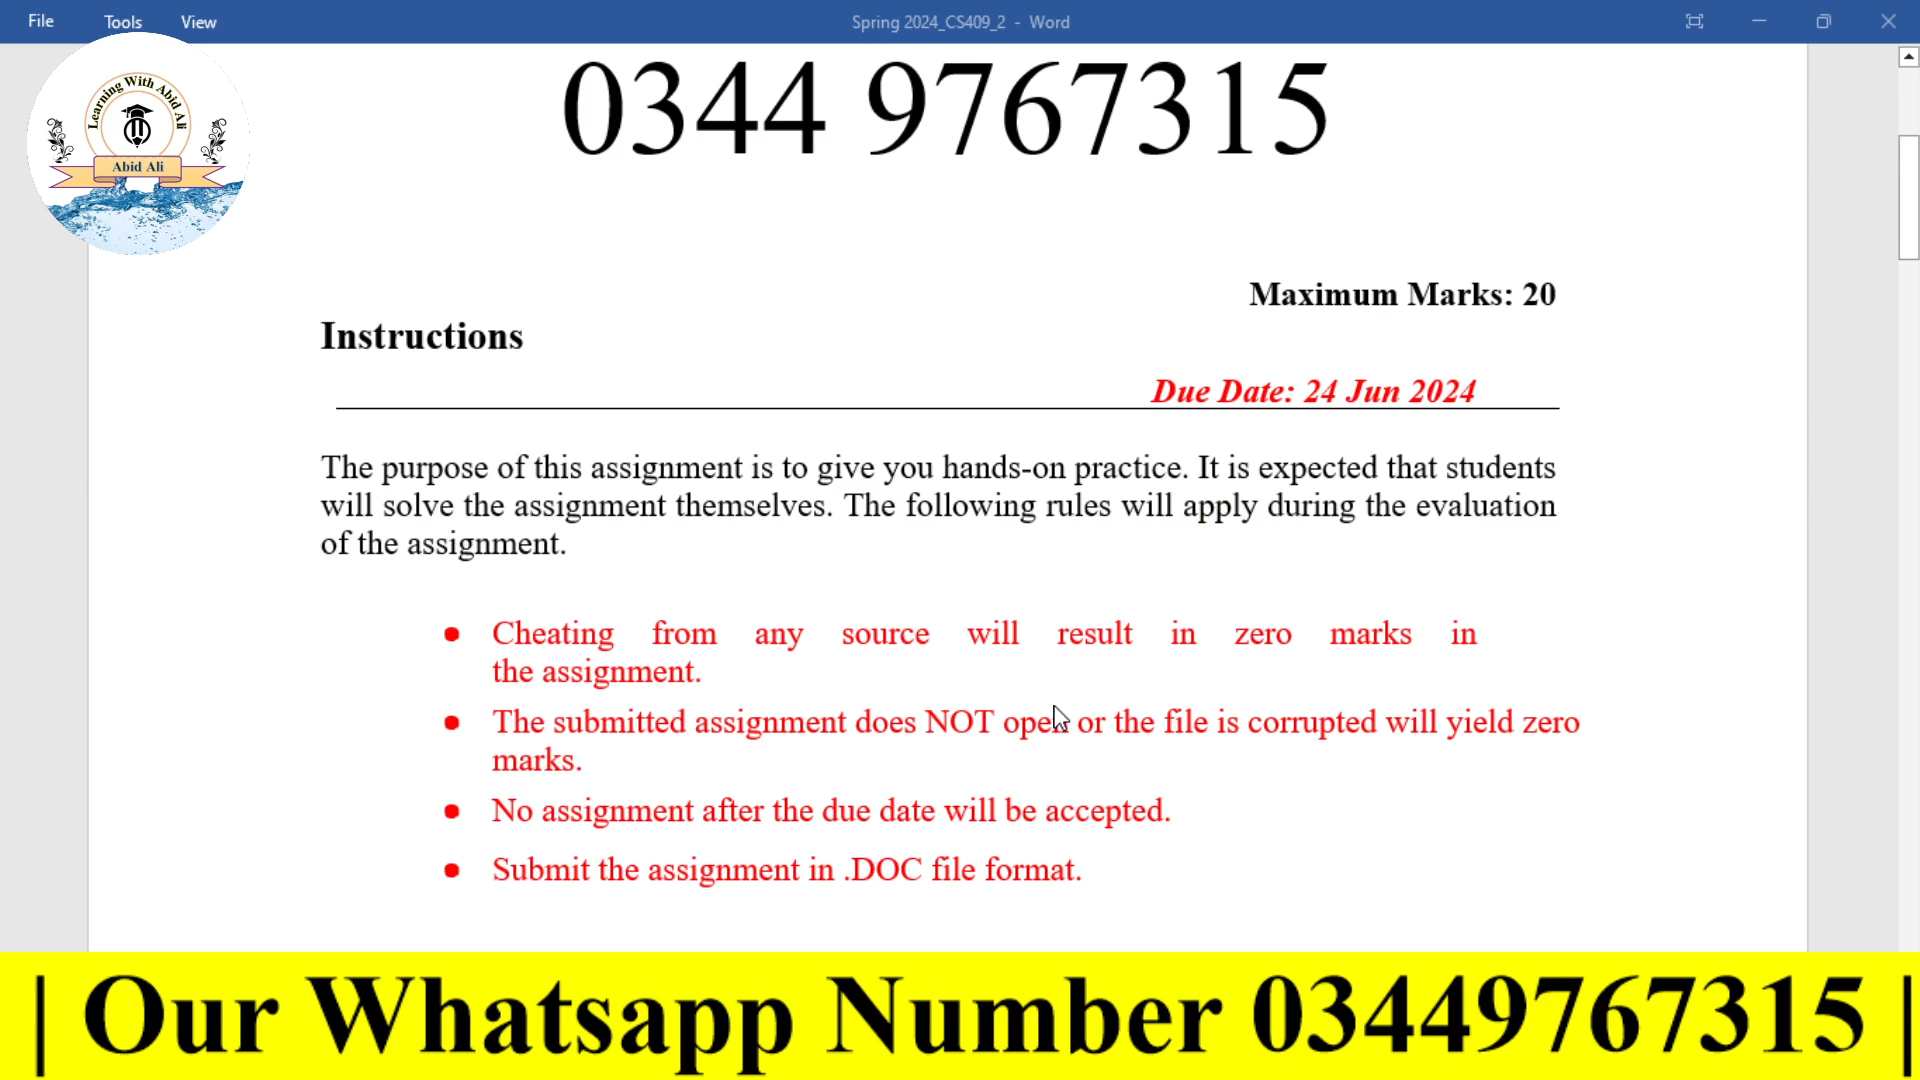 File Tools View
Spring 2024_CS409_2 - Word
Learning With Abid Ali
Abid Ali
0344 9767315
Maximum Marks: 20
Instructions
Due Date: 24 Jun 2024
The purpose of this assignment is to give you hands-on practice. It is expected that students
will solve the assignment themselves. The following rules will apply during the evaluation
of the assignment.
● Cheating from any source will result in zero marks in
the assignment.
● The submitted assignment does NOT open or the file is corrupted will yield zero
marks.
● No assignment after the due date will be accepted.
● Submit the assignment in .DOC file format.
| Our Whatsapp Number 03449767315 |